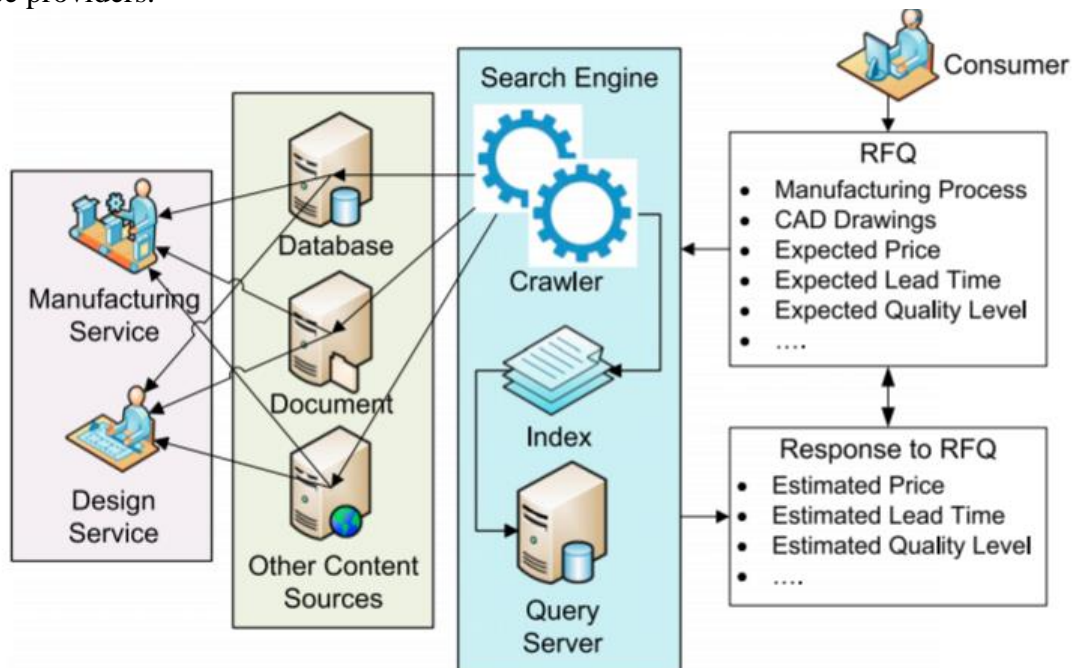 Search Engine
Consumer
RFQ
• Manufacturing Process
• CAD Drawings
• Expected Price
• Expected Lead Time
• Expected Quality Level
• ….
Manufacturing
Service
Database
Crawler
Document
Index
Design
Service
Other Content
Sources
Query
Server
Response to RFQ
• Estimated Price
• Estimated Lead Time
• Estimated Quality Level
• ….